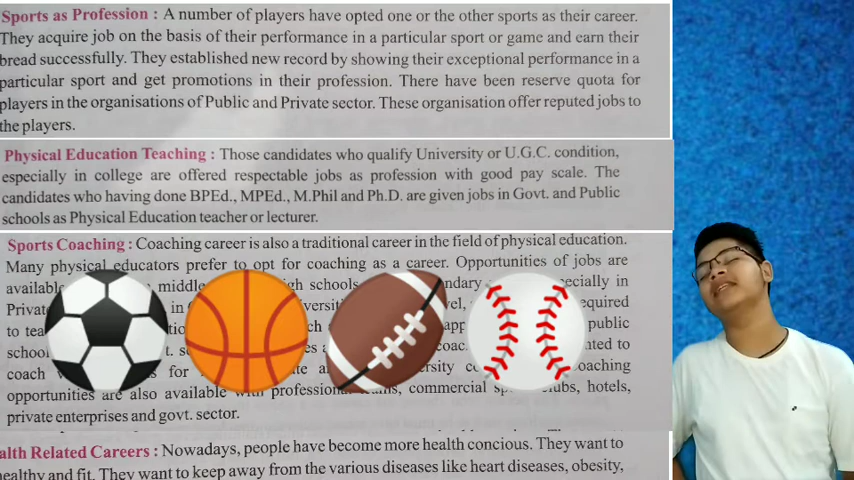 Sports as Profession : A number of players have opted one or the other sports as their career.
They acquire job on the basis of their performance in a particular sport or game and earn their
bread successfully. They established new record by showing their exceptional performance in a
particular sport and get promotions in their profession. There have been reserve quota for
players in the organisations of Public and Private sector. These organisation offer reputed jobs to
the players.
Physical Education Teaching : Those candidates who qualify University or U.G.C. condition,
especially in college are offered respectable jobs as profession with good pay scale. The
candidates who having done BPEd., MPEd., M.Phil and Ph.D. are given jobs in Govt. and Public
schools as Physical Education teacher or lecturer.
Sports Coaching : Coaching career is also a traditional career in the field of physical education.
Many physical educators prefer to opt for coaching as a career. Opportunities of jobs are
middle schools
in
to
public
to
coach for
opportunities are also available professional commercial hotels,
private enterprises and govt. sector.
Related Careers : Nowadays, people have become more health concious. They want to
healthy and fit. They want to keep away from the various diseases like heart diseases, obesity,